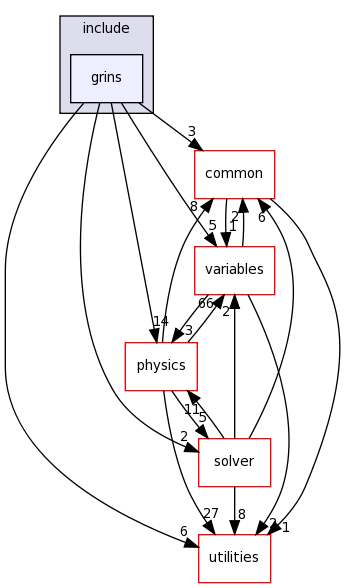 include
grins
3
common
8
5
2
1
6
variables
66
2
14
3
physics
11
5
2
solver
27
8
6
2
1
utilities